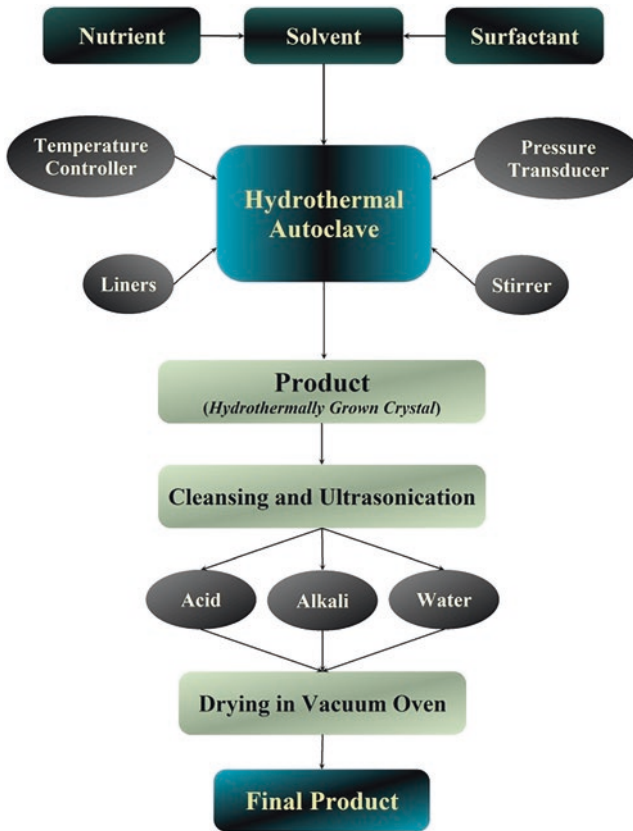 Nutrient
Solvent
Surfactant
Temperature
Controller
Pressure
Transducer
Hydrothermal
Autoclave
Liners
Stirrer
Product
(Hydrothermally Grown Crystal)
Cleansing and Ultrasonication
Acid
Alkali
Water
Drying in Vacuum Oven
Final Product